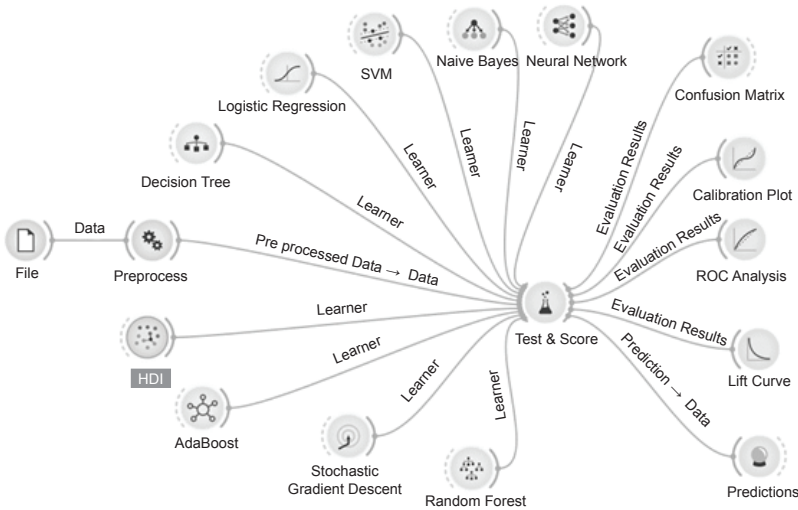 SVM
Naive Bayes
Neural Network
Logistic Regression
Confusion Matrix
Decision Tree
Calibration Plot
Learner
Learner
Learner
Learner
Learner
Learner
Evaluation Results
Evaluation Results
Evaluation Results
Evaluation Results
File
Data
Preprocess
Pre processed Data → Data
ROC Analysis
Learner
HDI
Learner
Test & Score
Lift Curve
AdaBoost
Learner
Learner
Prediction → Data
Stochastic
Gradient Descent
Random Forest
Predictions